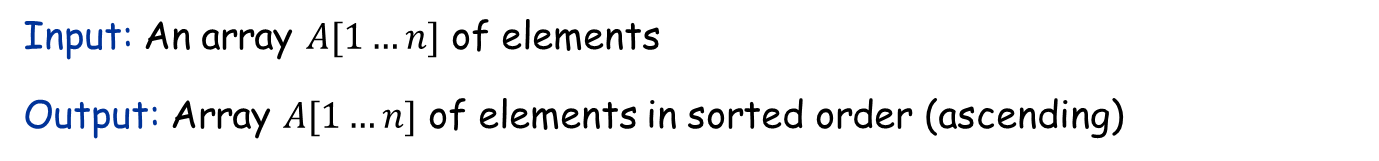 Input: An array A[1 ... n] of elements
Output: Array A[1 ... n] of elements in sorted order (ascending)